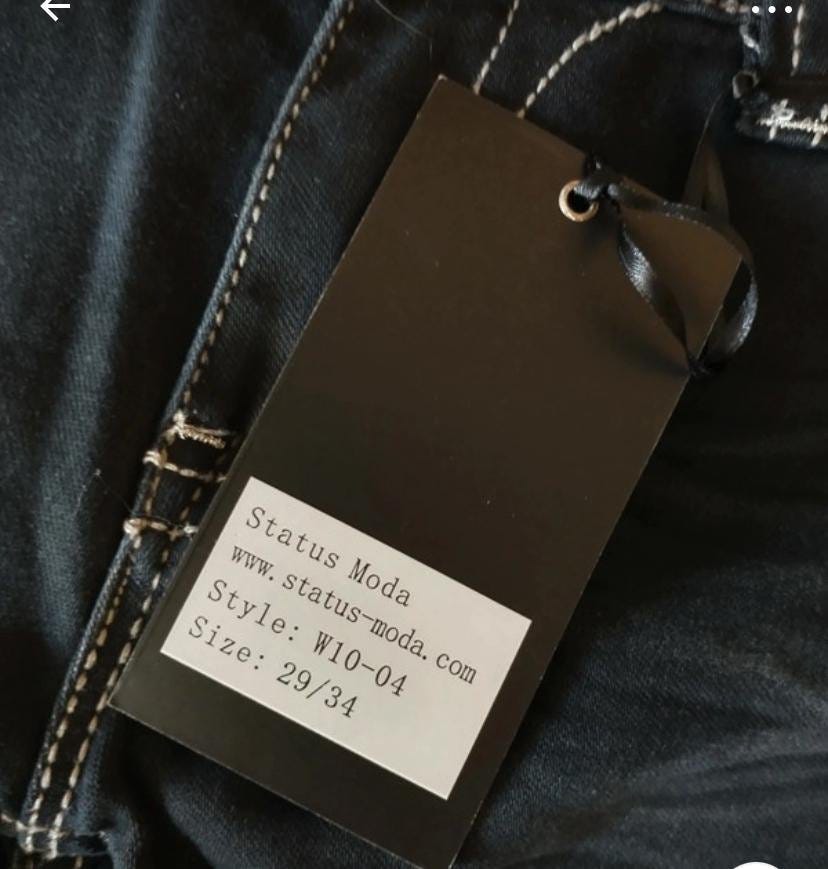 Status Moda
www.status-moda.com
Style: W10-04
Size: 29/34